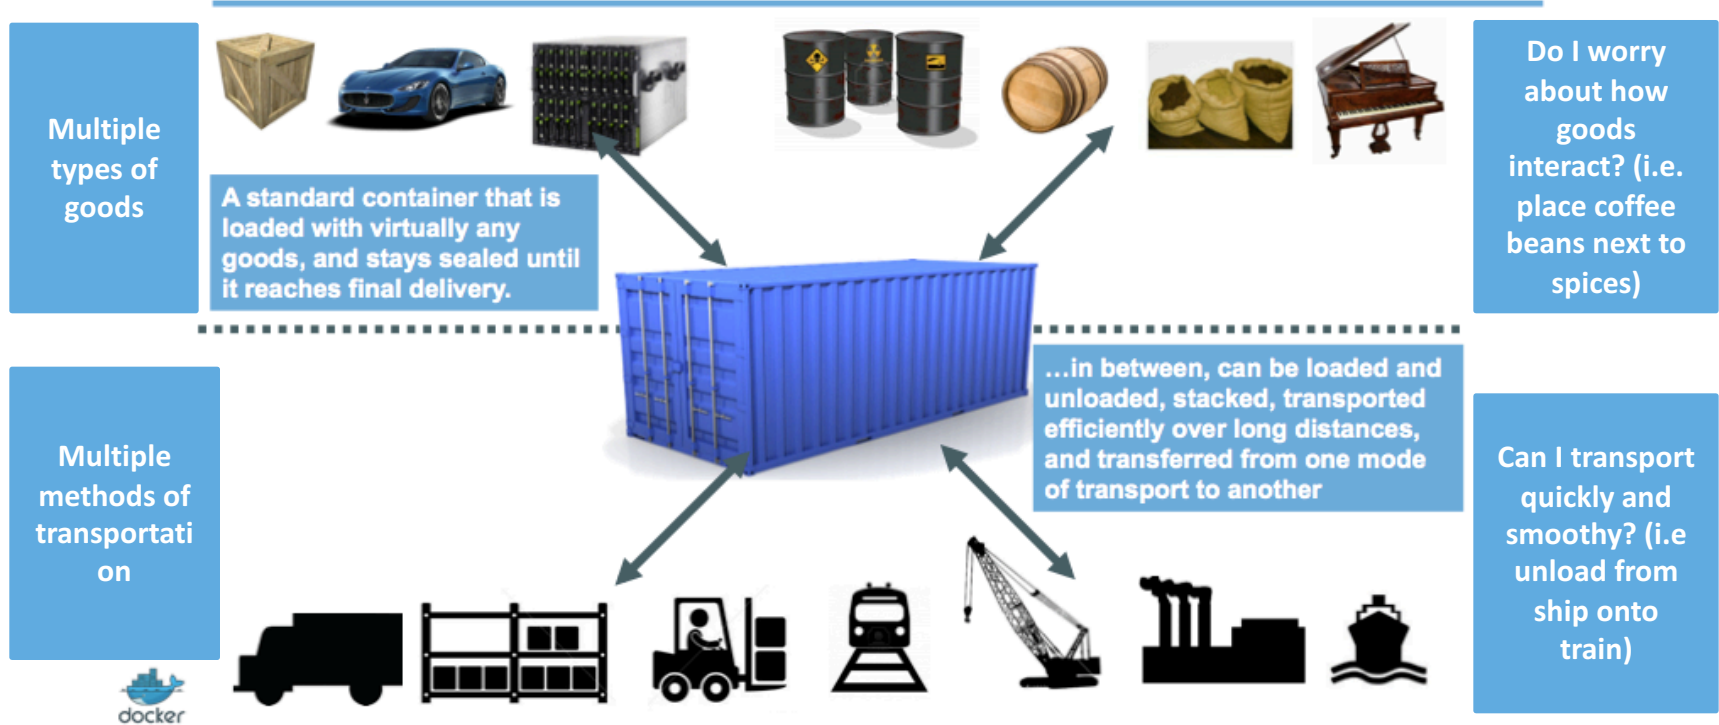 Multiple
types of
goods
A standard container that is
loaded with virtually any
goods, and stays sealed until
it reaches final delivery.
Do I worry
about how
goods
interact? (i.e.
place coffee
beans next to
spices)
Multiple
methods of
transportati
on
...in between, can be loaded and
unloaded, stacked, transported
efficiently over long distances,
and transferred from one mode
of transport to another
Can I transport
quickly and
smoothy? (i.e
unload from
ship onto
train)
docker